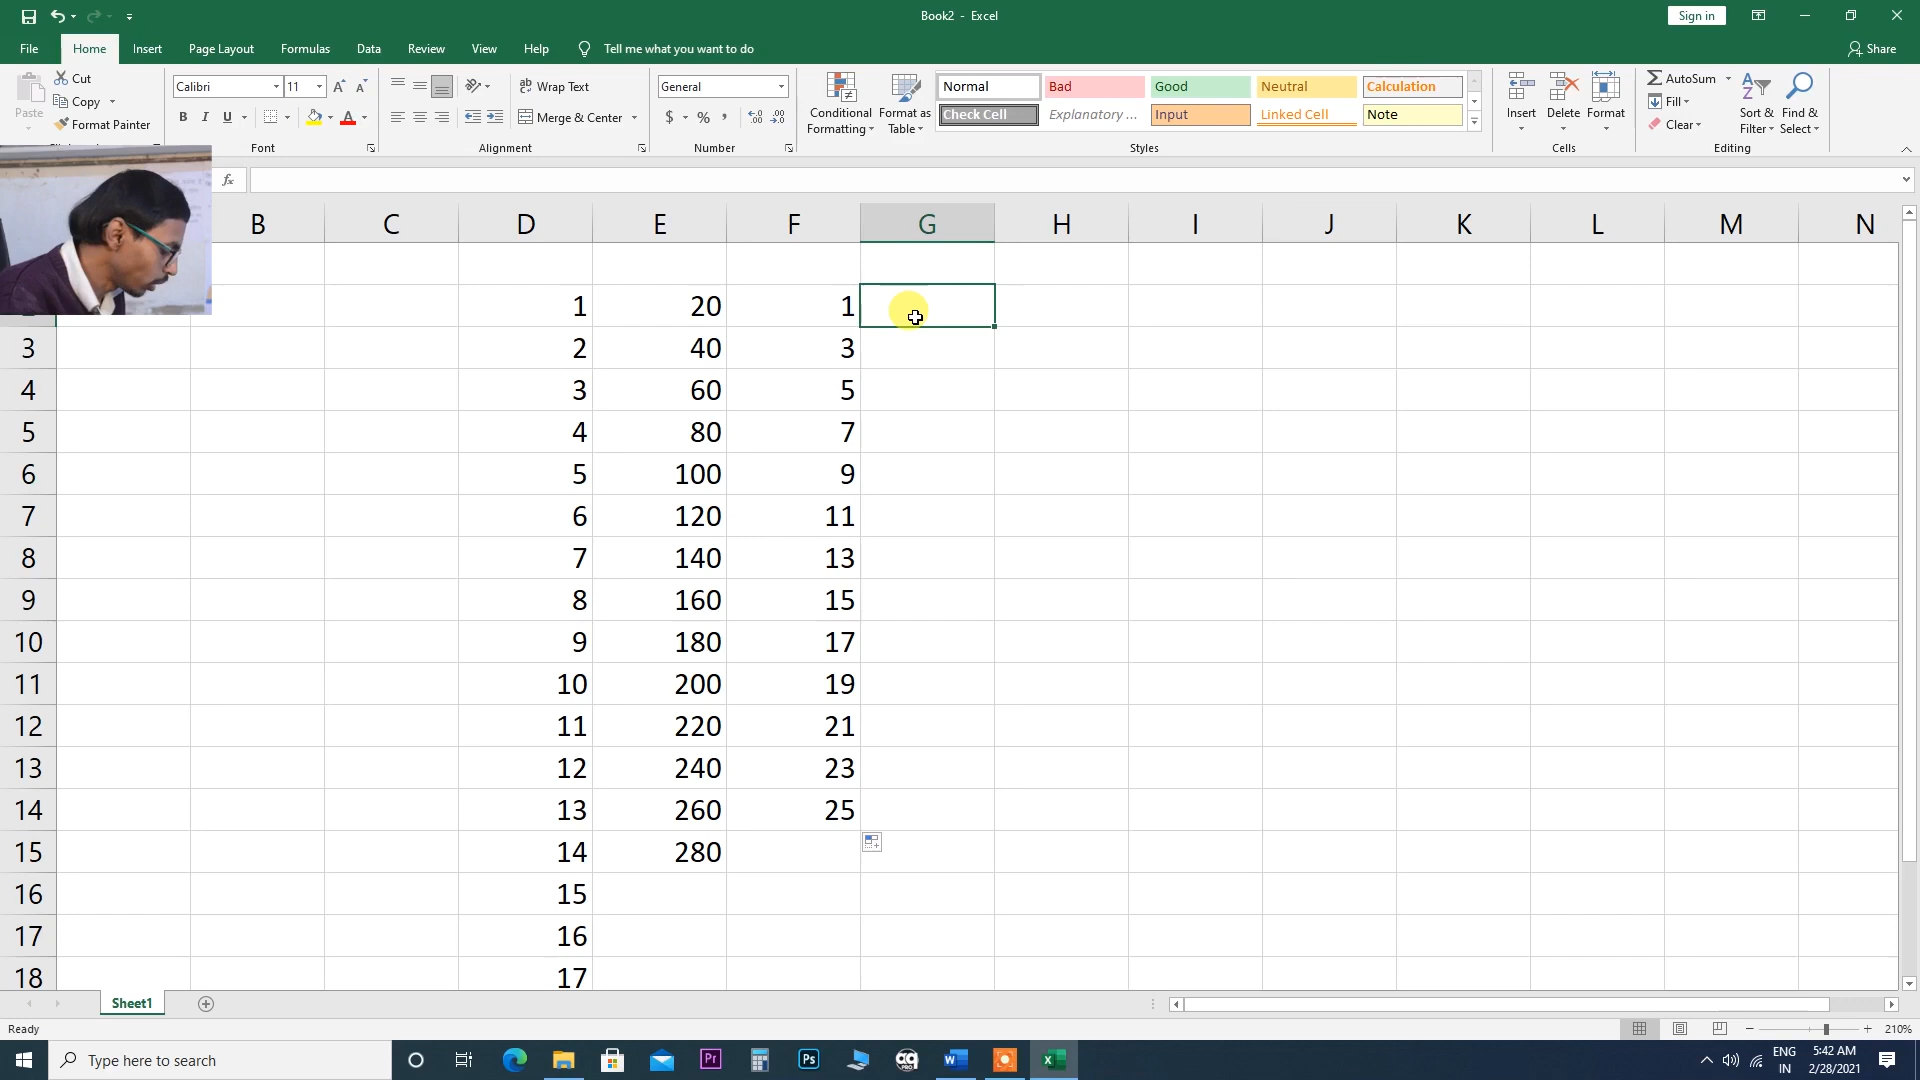 Book2 - Excel
Sign in
File Home Insert Page Layout Formulas Data Review View Help Tell me what you want to do
Share
Paste
Cut
Copy
Format Painter
Calibri 11
B I U
Font
Wrap Text
Merge & Center
Alignment
General
$ % ,
Number
Conditional Formatting
Format as Table
Normal Bad Good Neutral Calculation
Check Cell Explanatory ... Input Linked Cell Note
Styles
Insert Delete Format
Cells
AutoSum
Fill
Clear
Sort & Filter
Find & Select
Editing
fx
B C D E F G H I J K L M N
1 20 1
3 2 40 3
4 3 60 5
5 4 80 7
6 5 100 9
7 6 120 11
8 7 140 13
9 8 160 15
10 9 180 17
11 10 200 19
12 11 220 21
13 12 240 23
14 13 260 25
15 14 280
16 15
17 16
18 17
Sheet1
Ready
210%
Type here to search
Pr
Ps
ENG
IN
5:42 AM
2/28/2021